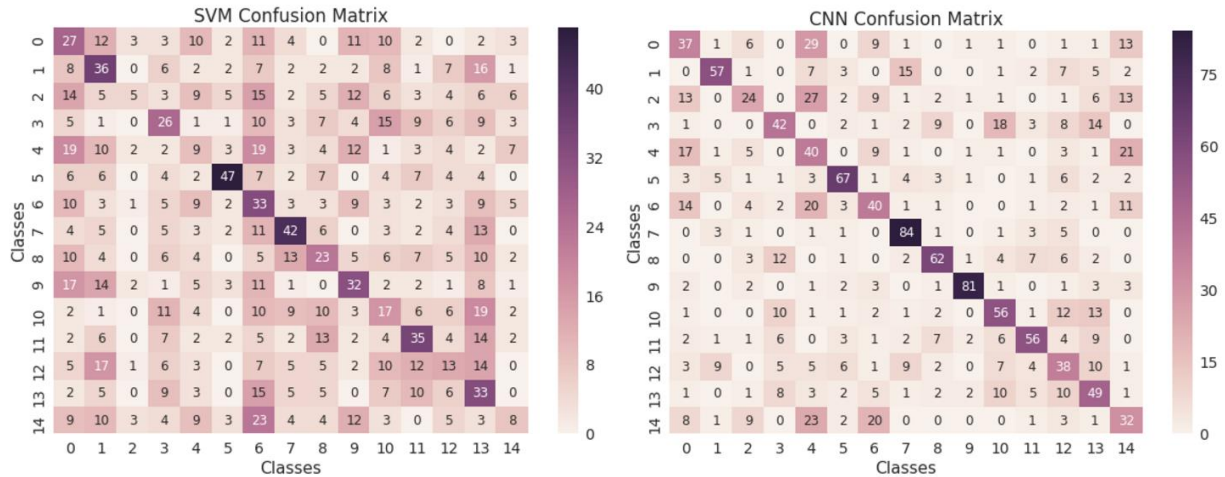 SVM Confusion Matrix
0 27 12 3 3 10 2 11 4 0 11 10 2 0 2 3
1 8 36 0 6 2 2 7 2 2 2 8 1 7 16 1
2 14 5 5 3 9 5 15 2 5 12 6 3 4 6 6
3 5 1 0 26 1 1 10 3 7 4 15 9 6 9 3
4 19 10 2 2 9 3 19 3 4 12 1 3 4 2 7
5 6 6 0 4 2 47 7 2 7 0 4 7 4 4 0
6 10 3 1 5 9 2 33 3 3 9 3 2 3 9 5
7 4 5 0 5 3 2 11 42 6 0 3 2 4 13 0
8 10 4 0 6 4 0 5 13 23 5 6 7 5 10 2
9 17 14 2 1 5 3 11 1 0 32 2 2 1 8 1
10 2 1 0 11 4 0 10 9 10 3 17 6 6 19 2
11 2 6 0 7 2 2 5 2 13 2 4 35 4 14 2
12 5 17 1 6 3 0 7 5 5 2 10 12 13 14 0
13 2 5 0 9 3 0 15 5 5 0 7 10 6 33 0
14 9 10 3 4 9 3 23 4 4 12 3 0 5 3 8
0 1 2 3 4 5 6 7 8 9 10 11 12 13 14
Classes
Classes
40
32
24
16
8
0
CNN Confusion Matrix
0 37 1 6 0 29 0 9 1 0 1 0 1 1 1 13
1 0 57 1 0 7 3 0 15 0 0 1 2 7 5 2
2 13 0 24 0 27 2 9 1 2 1 1 0 1 6 13
3 1 0 0 42 0 2 1 2 9 0 18 3 8 14 0
4 17 1 5 0 40 0 9 1 0 1 1 0 3 1 21
5 3 5 1 1 3 67 1 4 3 1 0 1 6 2 2
6 14 0 4 2 20 3 40 1 1 0 0 1 2 1 11
7 0 3 1 0 1 1 0 84 0 0 1 3 5 0 1
8 0 0 3 12 0 1 0 2 62 1 4 7 6 2 0
9 2 0 2 0 1 2 3 0 1 81 0 1 1 3 3
10 1 0 0 10 1 1 2 1 2 0 56 1 12 13 0
11 2 1 1 6 0 3 1 2 7 2 6 56 4 9 0
12 3 9 0 5 5 6 1 9 2 0 7 4 38 10 1
13 1 0 1 8 3 2 5 1 2 2 10 5 10 49 1
14 8 1 9 0 23 2 20 0 0 0 0 1 3 1 32
0 1 2 3 4 5 6 7 8 9 10 11 12 13 14
Classes
Classes
75
60
45
30
15
0